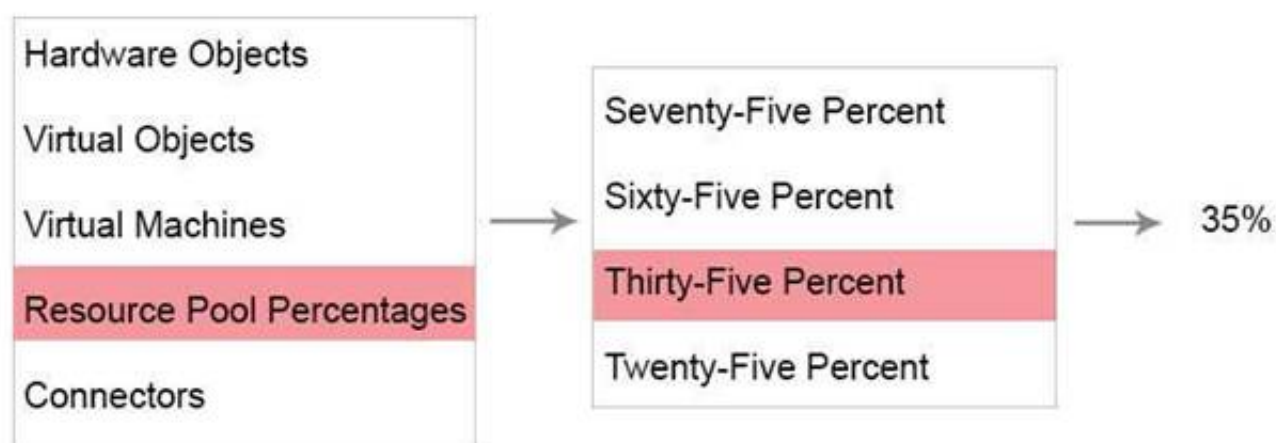 Hardware Objects
Virtual Objects
Virtual Machines
Resource Pool Percentages
Connectors
Seventy-Five Percent
Sixty-Five Percent
Thirty-Five Percent
Twenty-Five Percent
35%